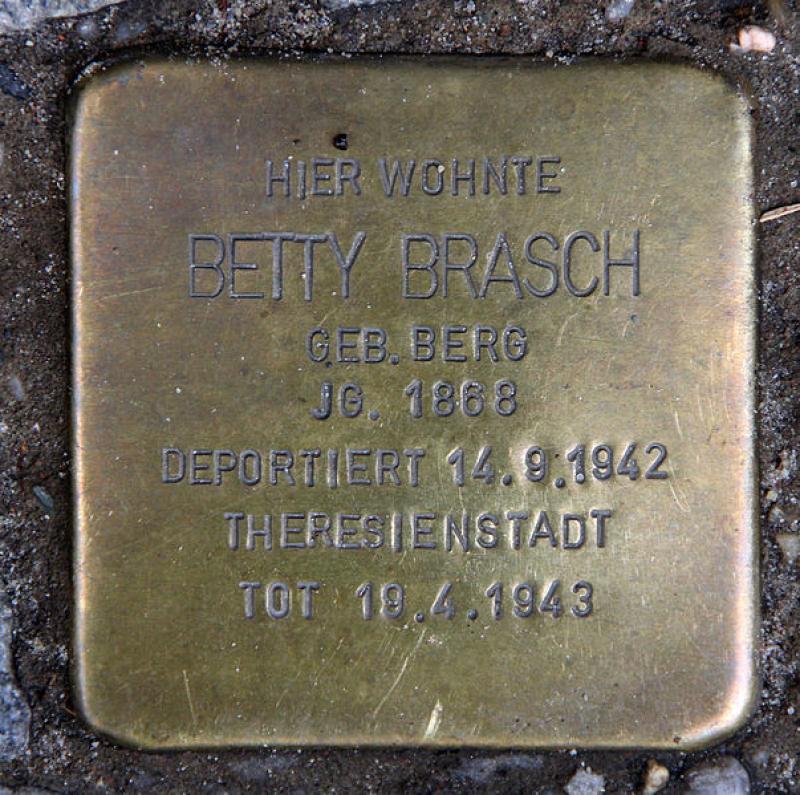 HIER WOHNTE
BETTY BRASCH
GEB. BERG
JG. 1868
DEPORTIERT 14.9.1942
THERESIENSTADT
TOT 19.4.1943